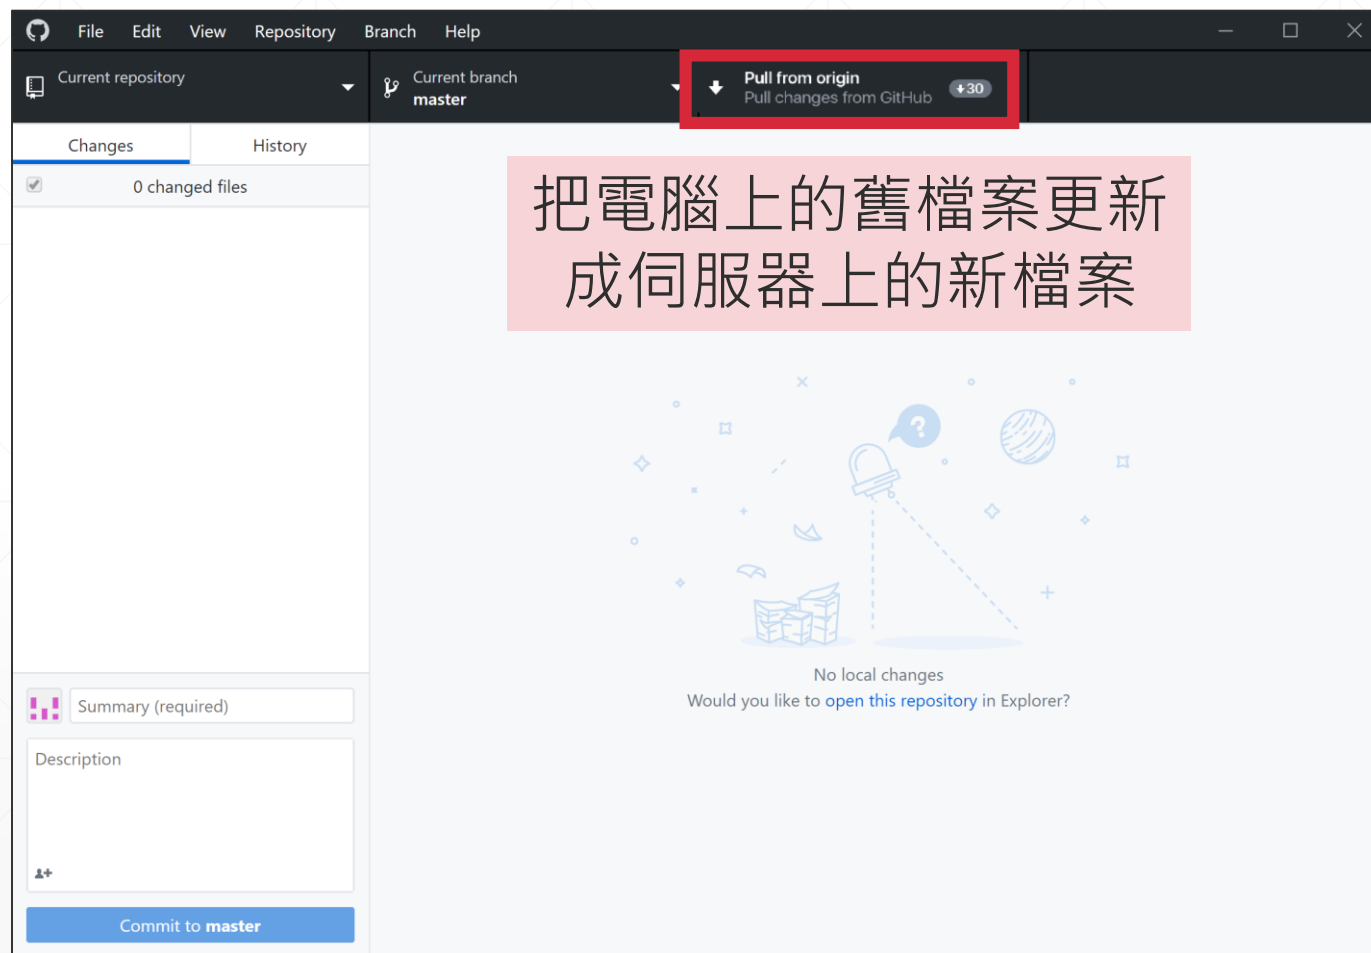 File Edit View Repository Branch Help
Current repository
Current branch
master
Pull from origin
Pull changes from GitHub
30
Changes History
0 changed files
把電腦上的舊檔案更新
成伺服器上的新檔案
?
No local changes
Would you like to open this repository in Explorer?
Summary (required)
Description
Commit to master